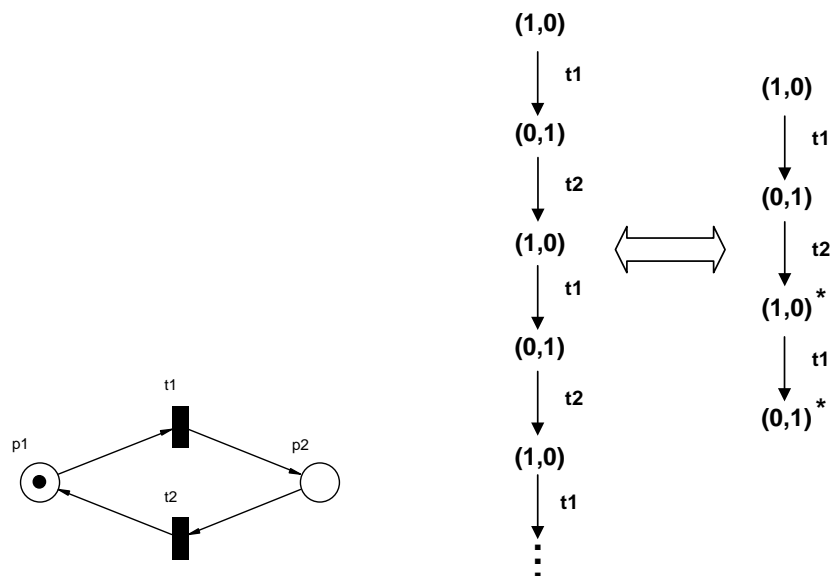 (1,0)
t1
(0,1)
t2
(1,0)
t1
(0,1)
t2
(1,0)
t1
(1,0)
t1
(0,1)
t2
(1,0)*
t1
(0,1)*
t1
p1
p2
t2